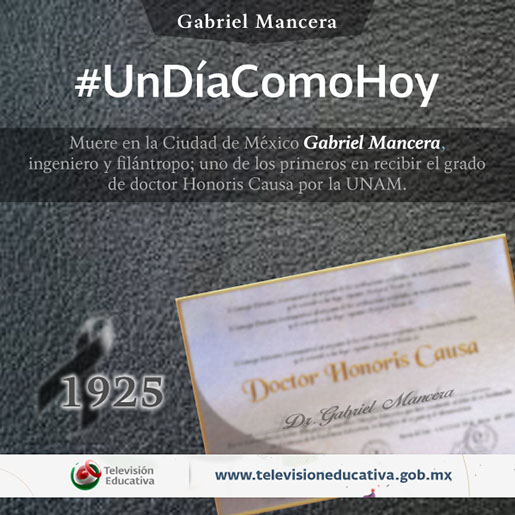 Gabriel Mancera
#UnDíaComoHoy
Muere en la Ciudad de México Gabriel Mancera,
ingeniero y filántropo; uno de los primeros en recibir el grado
de doctor Honoris Causa por la UNAM.
Doctor Honoris Causa
Dr. Gabriel Mancera
1925
Televisión
Educativa
www.televisioneducativa.gob.mx